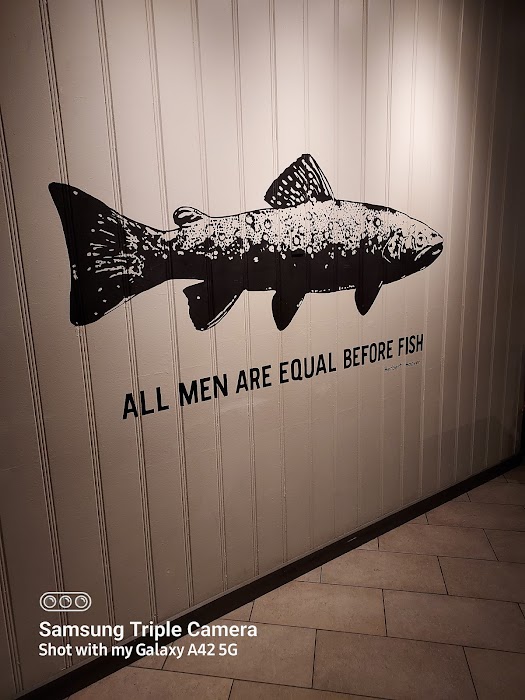 ALL MEN ARE EQUAL BEFORE FISH
Samsung Triple Camera
Shot with my Galaxy A42 5G